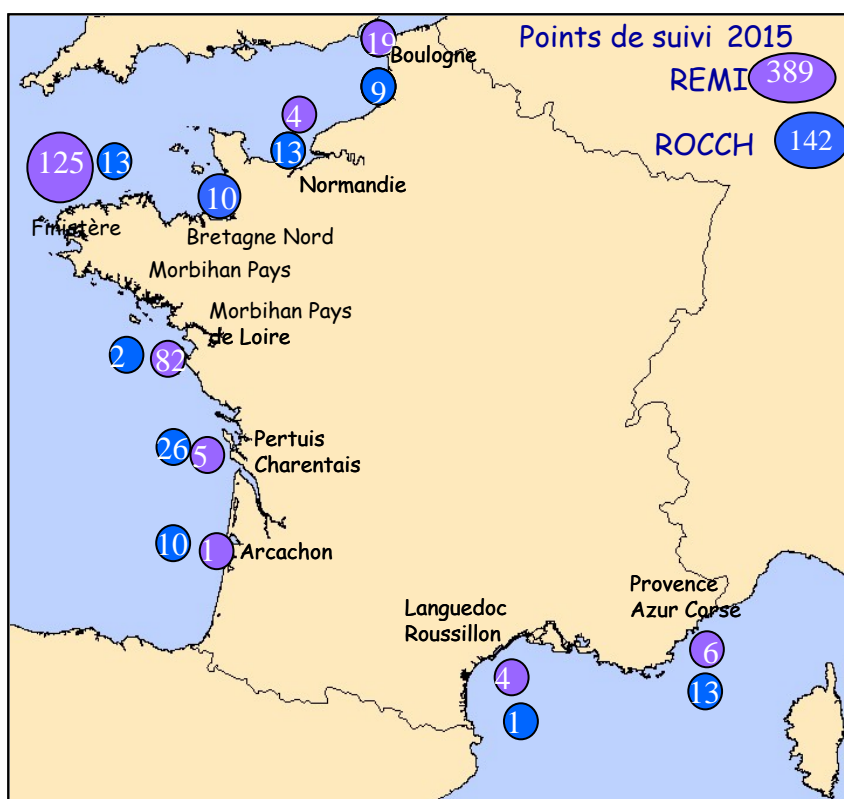 Points de suivi 2015
REMI 389
ROCCH 142
19
Boulogne
9
4
13
Normandie
125
13
10
Finistère
Bretagne Nord
Morbihan Pays
Morbihan Pays
de Loire
2
82
26
5
Pertuis
Charentais
10
1
Arcachon
Languedoc
Roussillon
Provence
Azur Corse
4
1
6
13